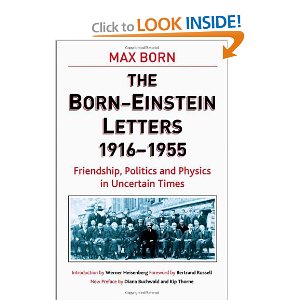 Click to LOOK INSIDE!
MAX BORN
THE
BORN–EINSTEIN
LETTERS
1916–1955
Friendship, Politics and Physics
in Uncertain Times
Introduction by Werner Heisenberg Foreword by Bertrand Russell
New Preface by Diana Buchwald and Kip Thorne